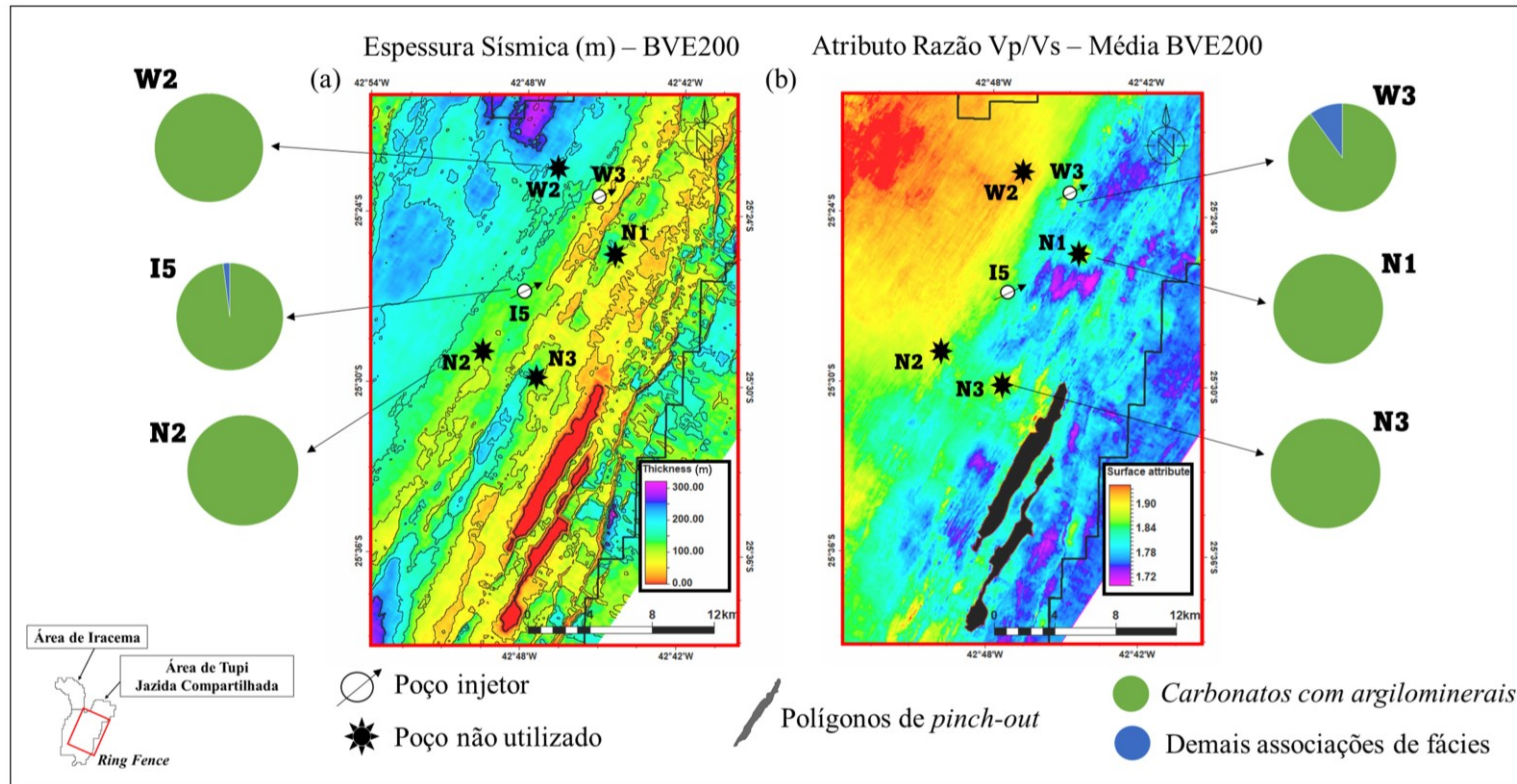 Espessura Sísmica (m) – BVE200
Atributo Razão Vp/Vs – Média BVE200
(a)
42°54'W
42°48'W
42°42'W
(b)
42°48'W
42°42'W
W2
I5
N2
W3
N1
N3
N
W2
W3
N1
I5
N2
N3
25°24'S
25°30'S
25°36'S
25°24'S
25°30'S
25°36'S
Thickness (m)
300.00
200.00
100.00
0.00
0
4
8
12km
42°48'W
42°42'W
N
W2
W3
N1
I5
N2
N3
25°24'S
25°30'S
25°36'S
25°24'S
25°30'S
25°36'S
Surface attribute
1.90
1.84
1.78
1.72
0
4
8
12km
42°48'W
42°42'W
Área de Iracema
Área de Tupi
Jazida Compartilhada
Ring Fence
Poço injetor
Poço não utilizado
Polígonos de pinch-out
Carbonatos com argilominerais
Demais associações de fácies